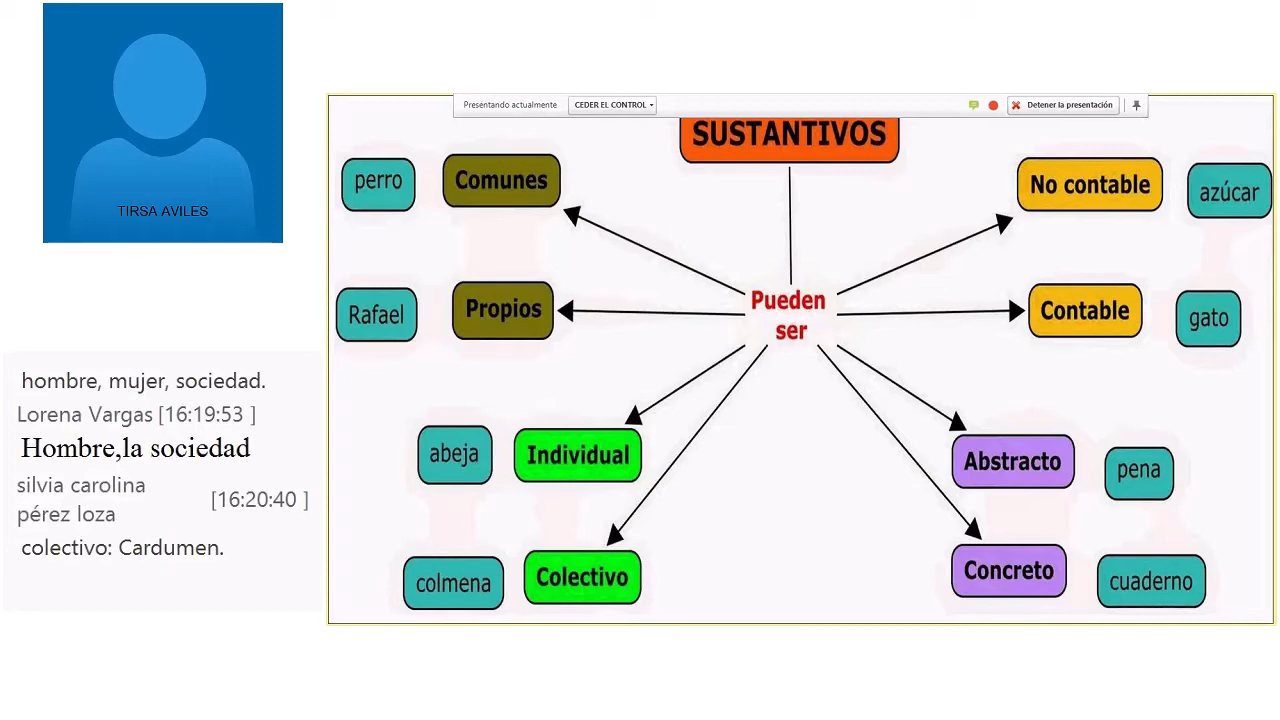 TIRSA AVILES
hombre, mujer, sociedad.
Lorena Vargas [16:19:53 ]
Hombre,la sociedad
silvia carolina
pérez loza
[16:20:40 ]
colectivo: Cardumen.
Presentando actualmente
CEDER EL CONTROL
Detener la presentación
SUSTANTIVOS
perro
Comunes
No contable
azúcar
Rafael
Propios
Pueden
ser
Contable
gato
abeja
Individual
Abstracto
pena
colmena
Colectivo
Concreto
cuaderno